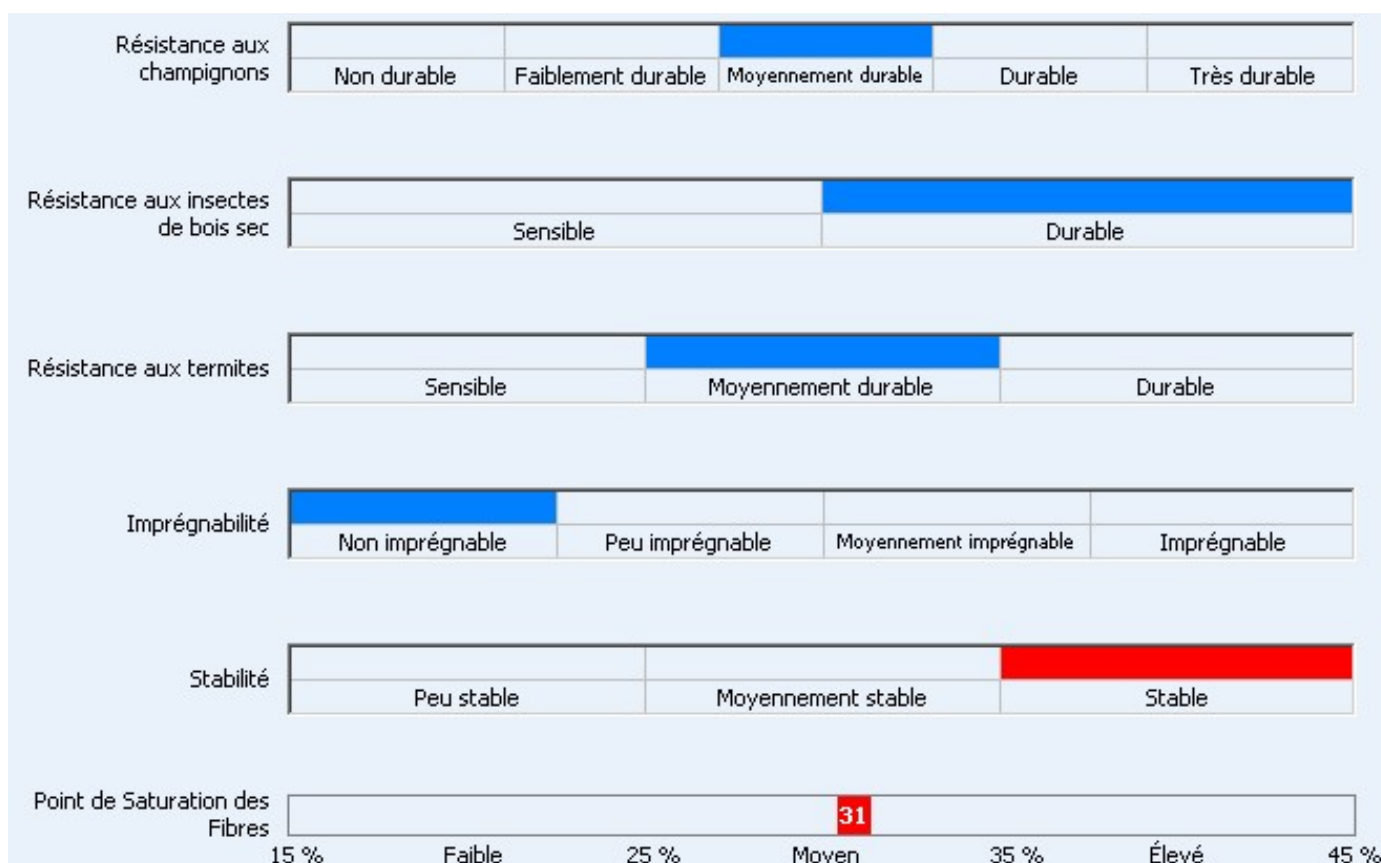 Résistance aux
champignons
Non durable Faiblement durable Moyennement durable Durable Très durable
Résistance aux insectes
de bois sec
Sensible Durable
Résistance aux termites
Sensible Moyennement durable Durable
Imprégnabilité
Non imprégnable Peu imprégnable Moyennement imprégnable Imprégnable
Stabilité
Peu stable Moyennement stable Stable
Point de Saturation des
Fibres
31
15 % Faible 25 % Moyen 35 % Élevé 45 %